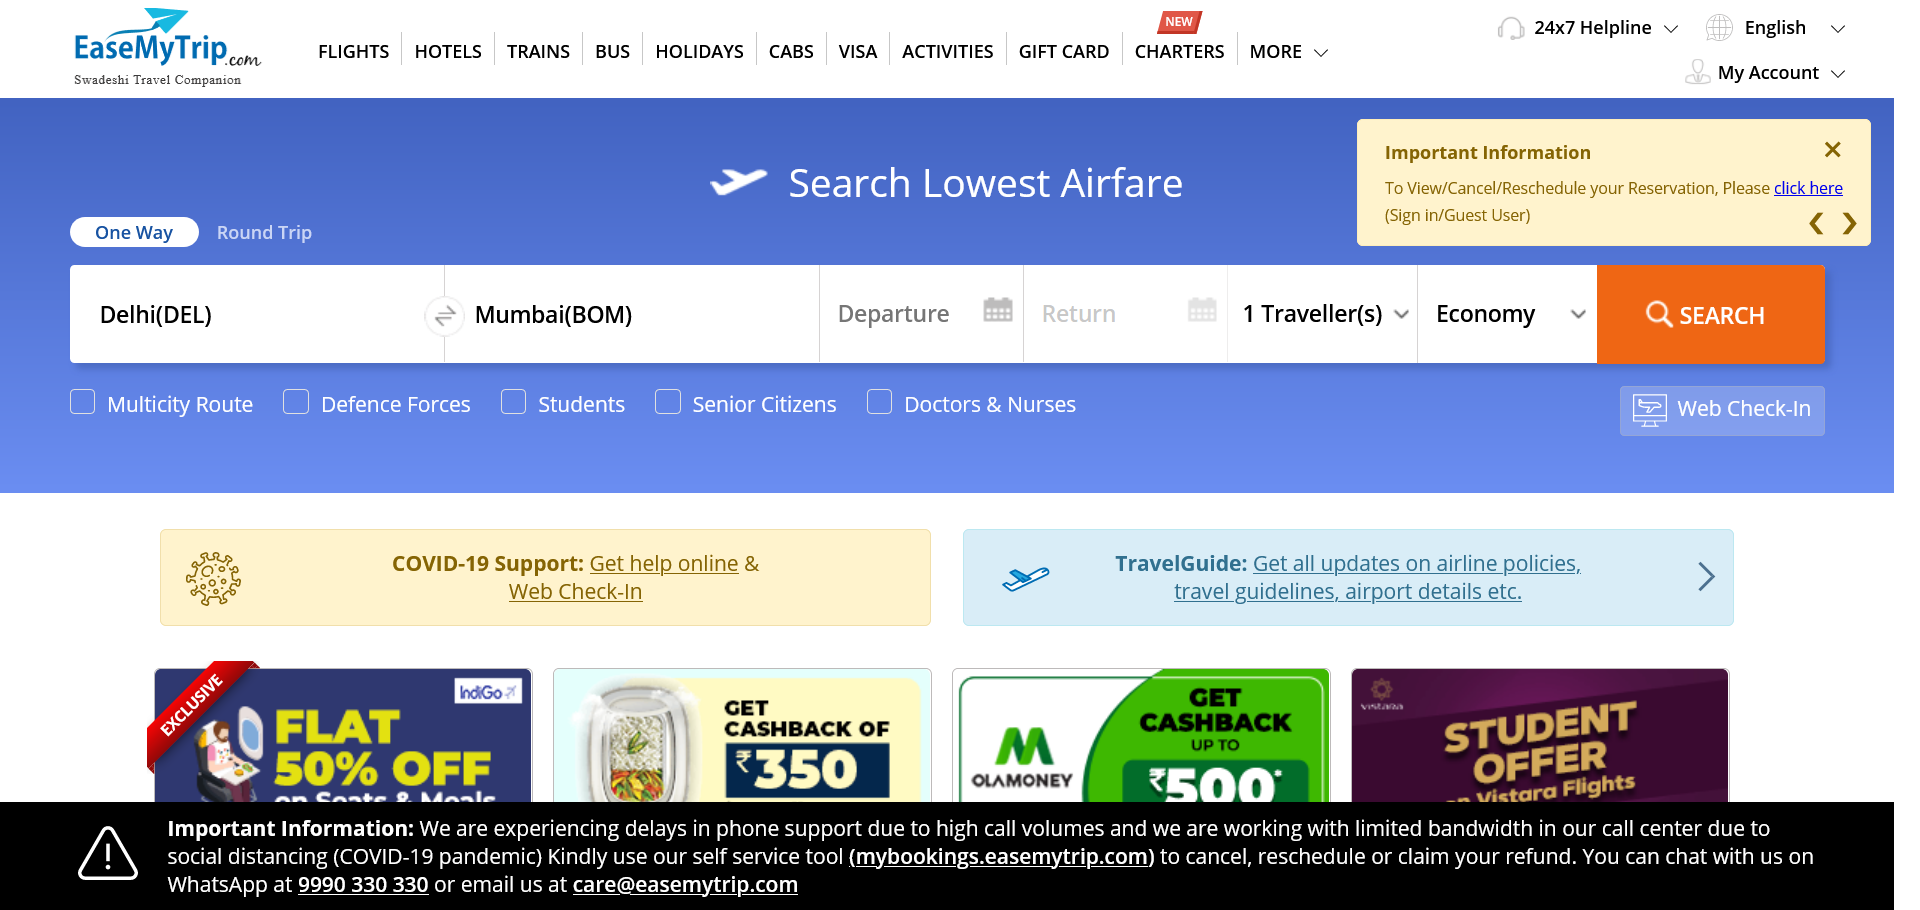 EaseMyTrip.com
Swadeshi Travel Companion
FLIGHTS
HOTELS
TRAINS
BUS
HOLIDAYS
CABS
VISA
ACTIVITIES
GIFT CARD
NEW
CHARTERS
MORE
24x7 Helpline
English
My Account
Search Lowest Airfare
Important Information
To View/Cancel/Reschedule your Reservation, Please click here
(Sign in/Guest User)
One Way
Round Trip
Delhi(DEL)
Mumbai(BOM)
Departure
Return
1 Traveller(s)
Economy
SEARCH
Multicity Route
Defence Forces
Students
Senior Citizens
Doctors & Nurses
Web Check-In
COVID-19 Support: Get help online &
Web Check-In
TravelGuide: Get all updates on airline policies,
travel guidelines, airport details etc.
EXCLUSIVE
IndiGo
FLAT
50% OFF
on Seats & Meals
GET
CASHBACK OF
₹350
OLAMONEY
GET
CASHBACK
UP TO
₹500*
vistara
STUDENT
OFFER
on Vistara Flights
Important Information: We are experiencing delays in phone support due to high call volumes and we are working with limited bandwidth in our call center due to
social distancing (COVID-19 pandemic) Kindly use our self service tool (mybookings.easemytrip.com) to cancel, reschedule or claim your refund. You can chat with us on
WhatsApp at 9990 330 330 or email us at care@easemytrip.com